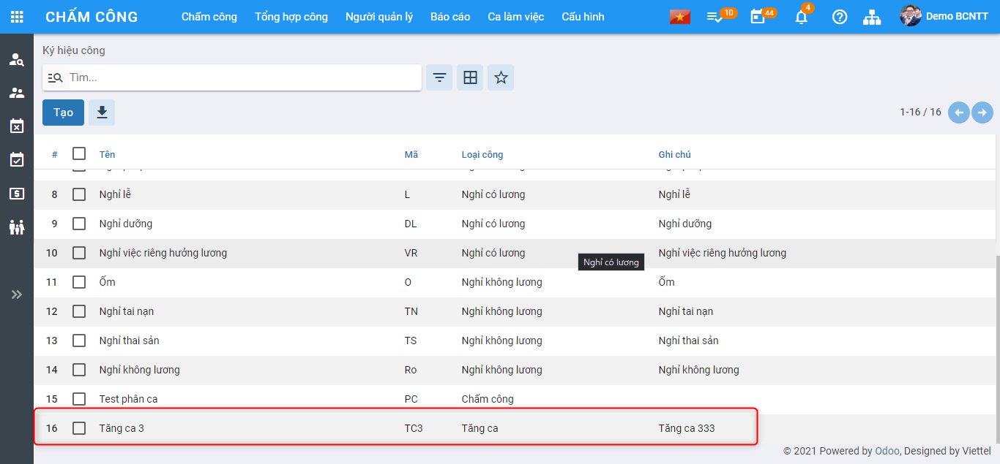 CHẤM CÔNG Chấm công Tổng hợp công Người quản lý Báo cáo Ca làm việc Cấu hình 10 44 4 Demo BCNTT
Ký hiệu công
Tìm...
Tạo 1-16 / 16
# Tên Mã Loại công Ghi chú
8 Nghỉ lễ L Nghỉ có lương Nghỉ lễ
9 Nghỉ dưỡng DL Nghỉ có lương Nghỉ dưỡng
10 Nghỉ việc riêng hưởng lương VR Nghỉ có lương Nghỉ việc riêng hưởng lương
Nghỉ có lương
11 Ốm O Nghỉ không lương Ốm
12 Nghỉ tai nạn TN Nghỉ không lương Nghỉ tai nạn
13 Nghỉ thai sản TS Nghỉ không lương Nghỉ thai sản
14 Nghỉ không lương Ro Nghỉ không lương Nghỉ không lương
15 Test phân ca PC Chấm công
16 Tăng ca 3 TC3 Tăng ca Tăng ca 333
© 2021 Powered by Odoo, Designed by Viettel